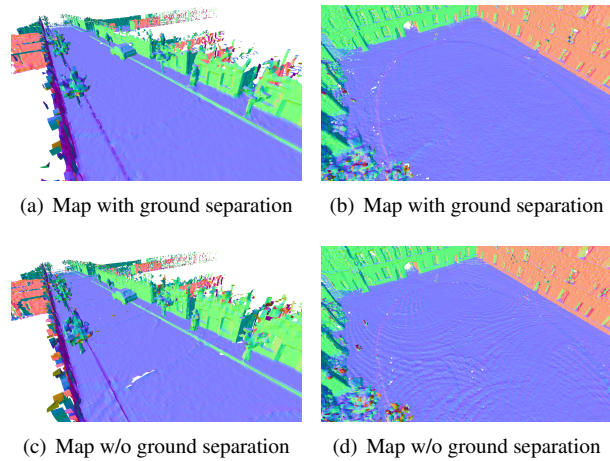 (a) Map with ground separation
(b) Map with ground separation
(c) Map w/o ground separation
(d) Map w/o ground separation